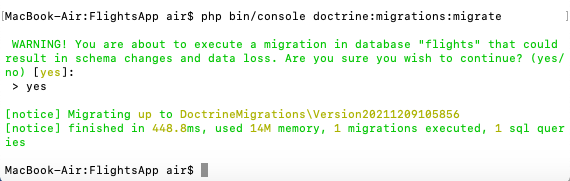 [MacBook-Air:FlightsApp air$ php bin/console doctrine:migrations:migrate ]
WARNING! You are about to execute a migration in database "flights" that could
result in schema changes and data loss. Are you sure you wish to continue? (yes/
no) [yes]:
> yes
[notice] Migrating up to DoctrineMigrations\Version20211209105856
[notice] finished in 448.8ms, used 14M memory, 1 migrations executed, 1 sql quer
ies
MacBook-Air:FlightsApp air$